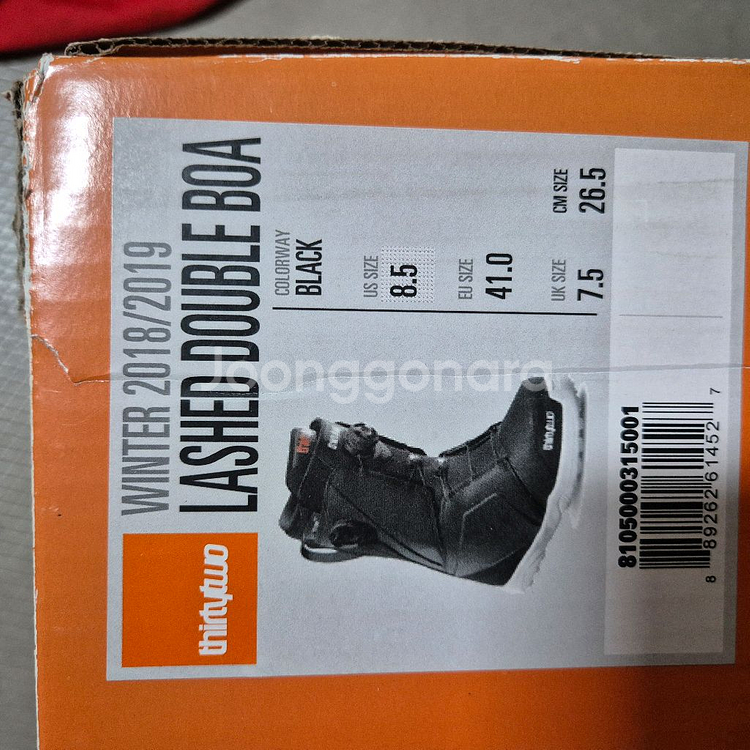 WINTER 2018/2019
LASHED DOUBLE BOA
COLORWAY
BLACK
US SIZE
8.5
EU SIZE
41.0
UK SIZE
7.5
CM SIZE
26.5
thirtytwo
thirtytwo
8105000315001
8 89262 61452 7
Joonggonara